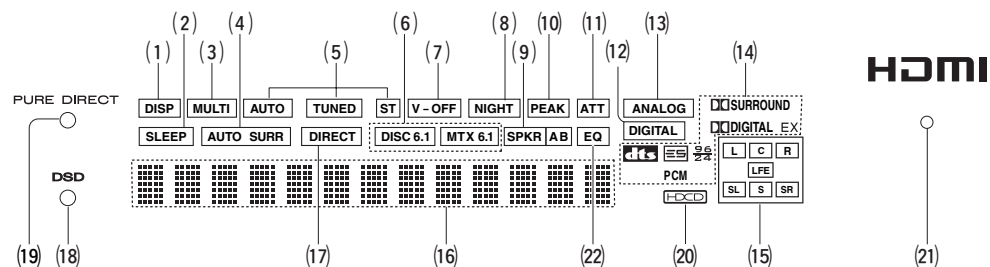 (2) (4) (6) (8) (10) (11) (13)
(1) (3) (5) (7) (9) (12) (14)
HDMI
PURE DIRECT
DISP MULTI AUTO TUNED ST V – OFF NIGHT PEAK ATT ANALOG DIGITAL
SLEEP AUTO SURR DIRECT DISC 6.1 MTX 6.1 SPKR A B EQ
SURROUND
DIGITAL EX
dts ES 96 24
PCM
HDCD
L C R
LFE
SL S SR
DSD
(19) (18) (17) (16) (22) (20) (15) (21)